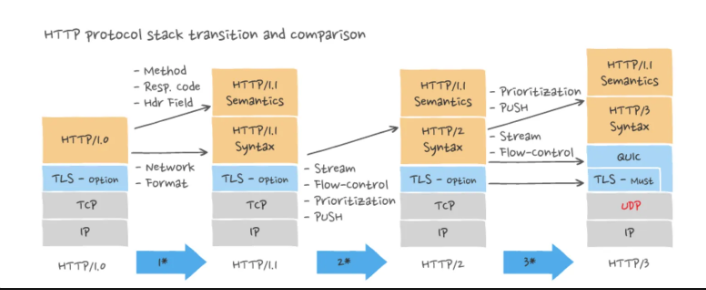 HTTP protocol stack transition and comparison
- Method
- Resp. code
- Hdr Field
- Network
- Format
HTTP/1.0
TLS - option
TCP
IP
HTTP/1.0
1*
HTTP/1.1
Semantics
HTTP/1.1
Syntax
TLS - option
TCP
IP
HTTP/1.1
- Stream
- Flow-control
- Prioritization
- PUSH
2*
HTTP/1.1
Semantics
HTTP/2
Syntax
TLS - option
TCP
IP
HTTP/2
- Prioritization
- PUSH
- Stream
- Flow-control
3*
HTTP/1.1
Semantics
HTTP/3
Syntax
QUIC
TLS - Must
UDP
IP
HTTP/3